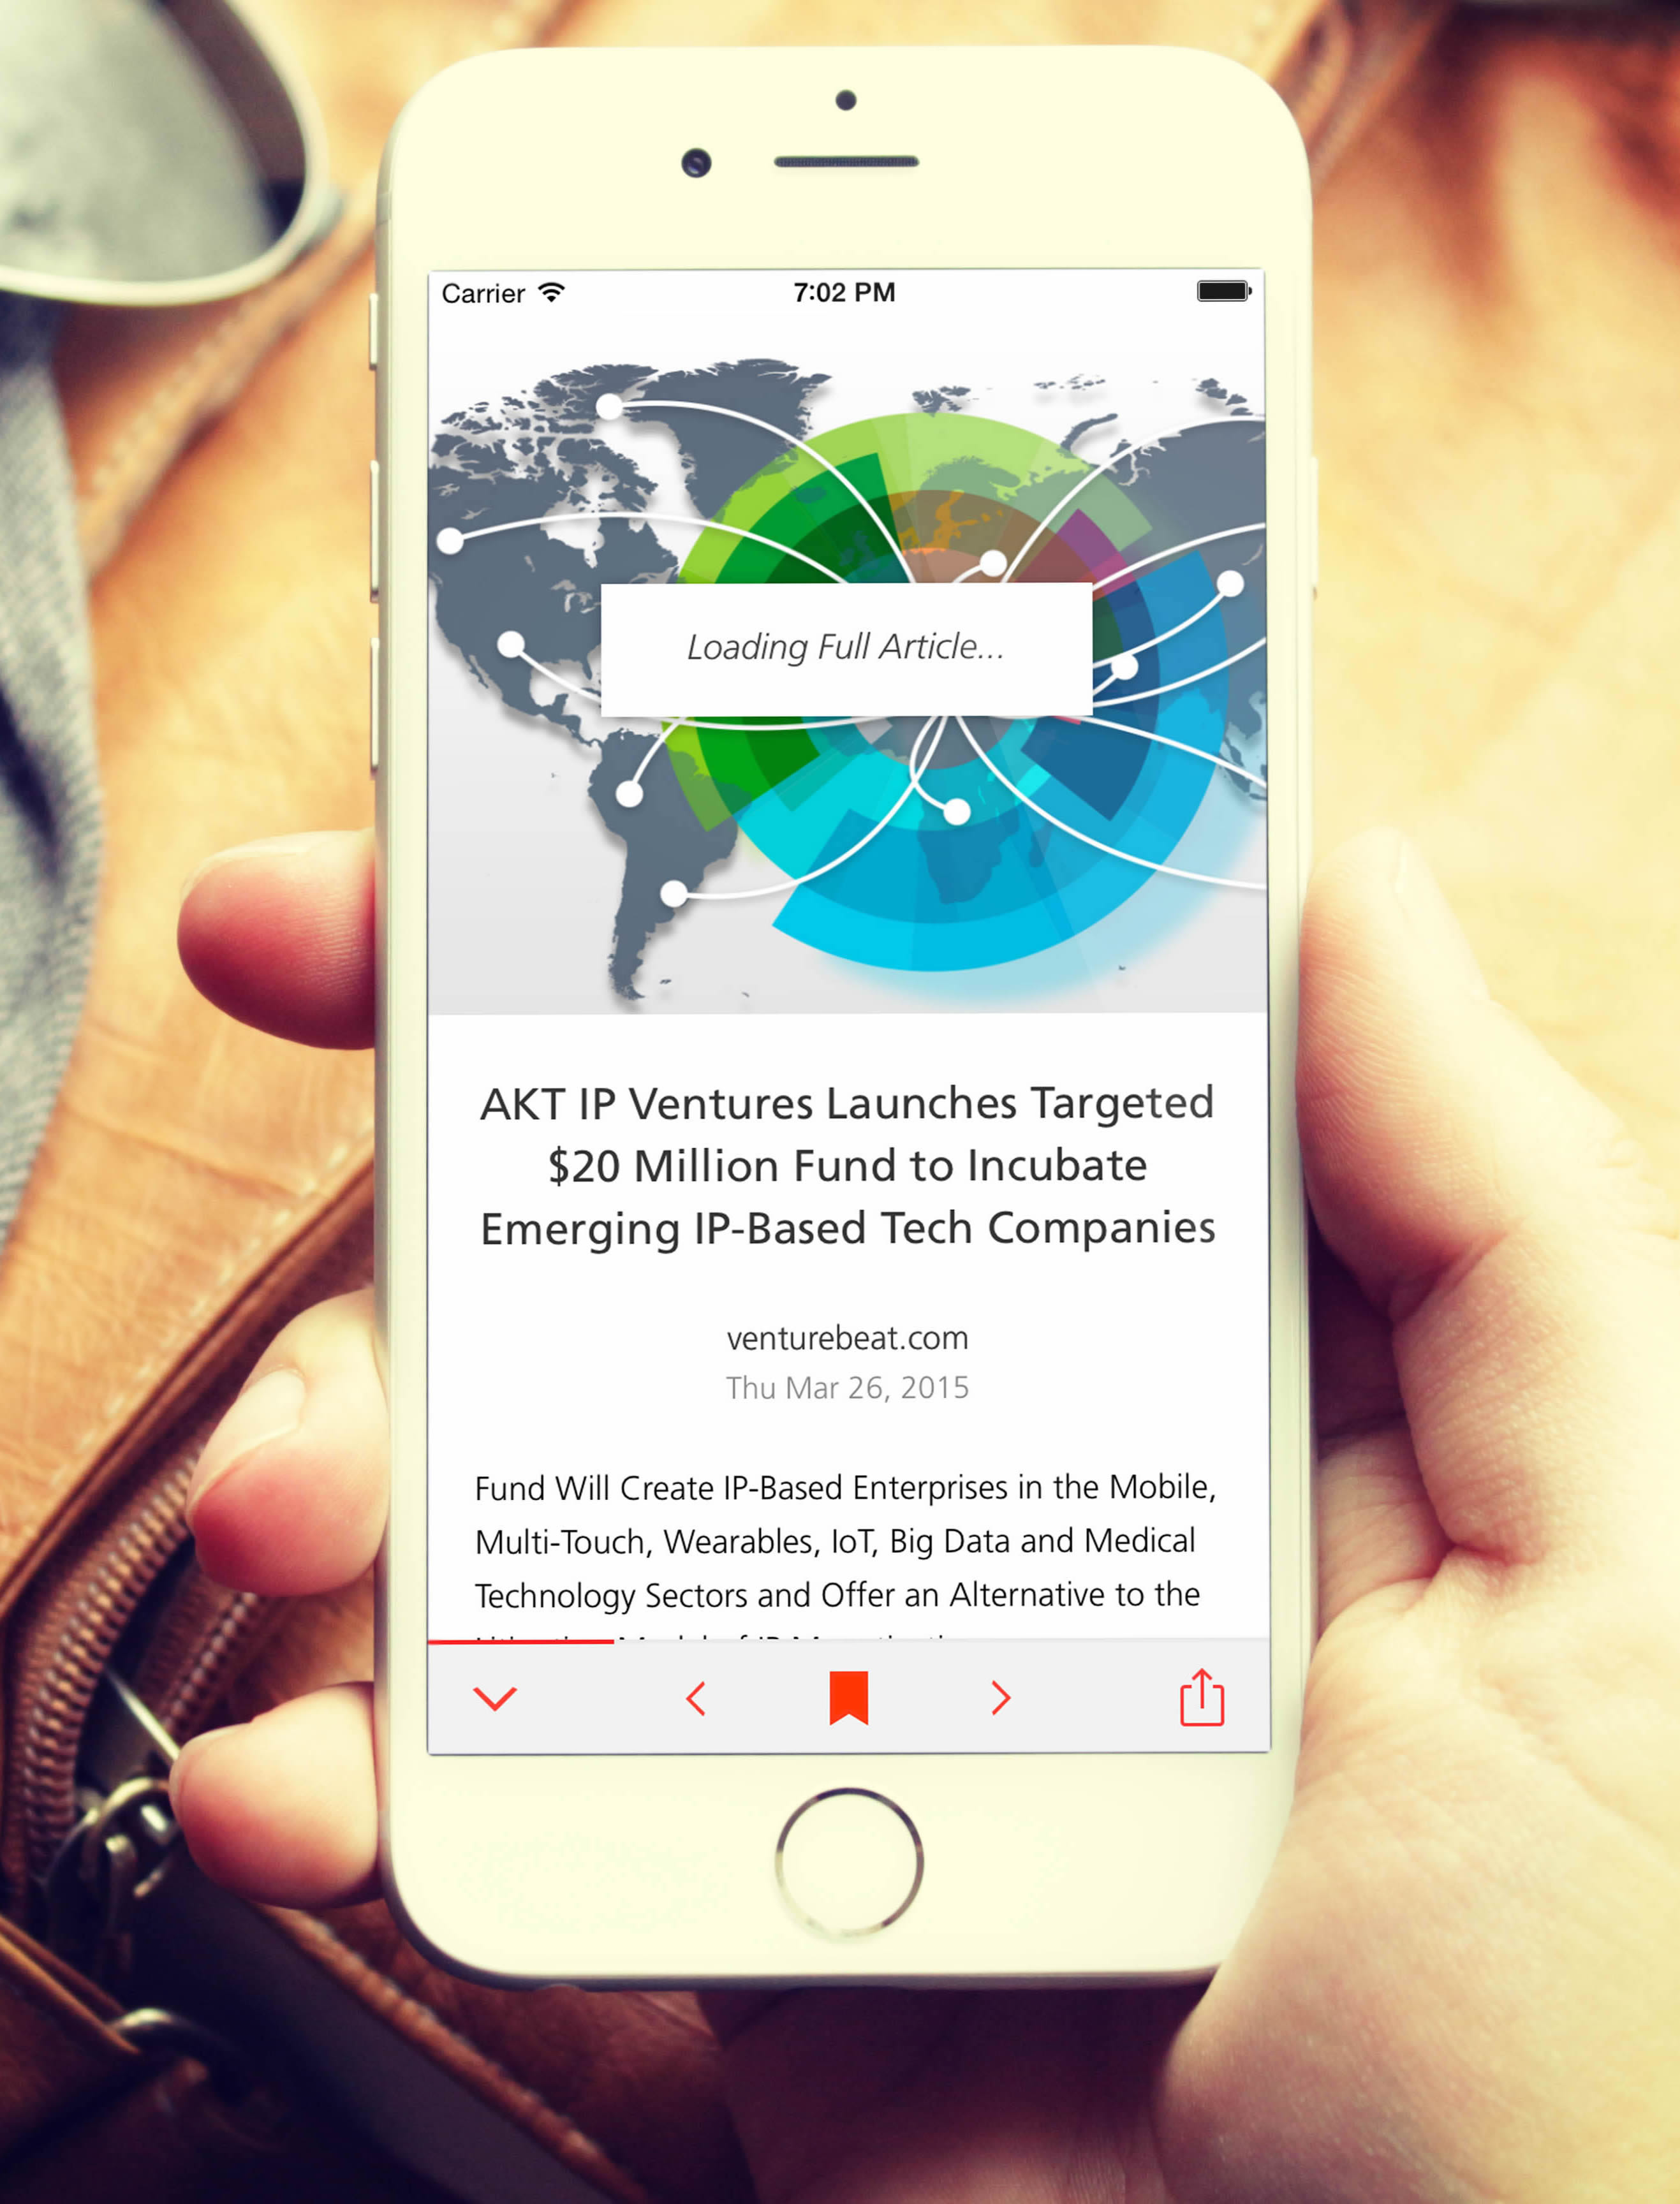 Carrier
7:02 PM
Loading Full Article...
AKT IP Ventures Launches Targeted
$20 Million Fund to Incubate
Emerging IP-Based Tech Companies
venturebeat.com
Thu Mar 26, 2015
Fund Will Create IP-Based Enterprises in the Mobile,
Multi-Touch, Wearables, IoT, Big Data and Medical
Technology Sectors and Offer an Alternative to the